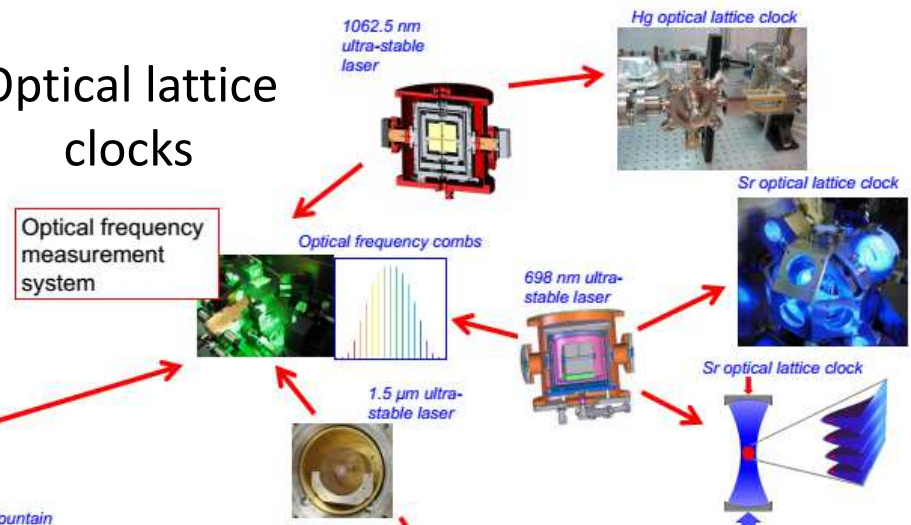 Optical lattice
clocks
1062.5 nm
ultra-stable
laser
Hg optical lattice clock
Sr optical lattice clock
Optical frequency
measurement
system
Optical frequency combs
698 nm ultra-
stable laser
1.5 µm ultra-
stable laser
Sr optical lattice clock
ountain